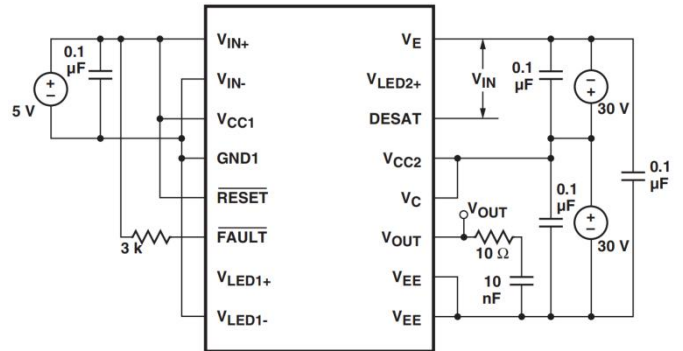 0.1
µF
+
−
5 V
3 k
V_IN+
V_IN-
V_CC1
GND1
RESET
FAULT
V_LED1+
V_LED1-
V_E
V_LED2+
DESAT
V_CC2
V_C
V_OUT
V_EE
V_EE
V_IN
0.1
µF
−
+
30 V
0.1
µF
V_OUT
0.1
µF
+
−
30 V
10 Ω
10
nF